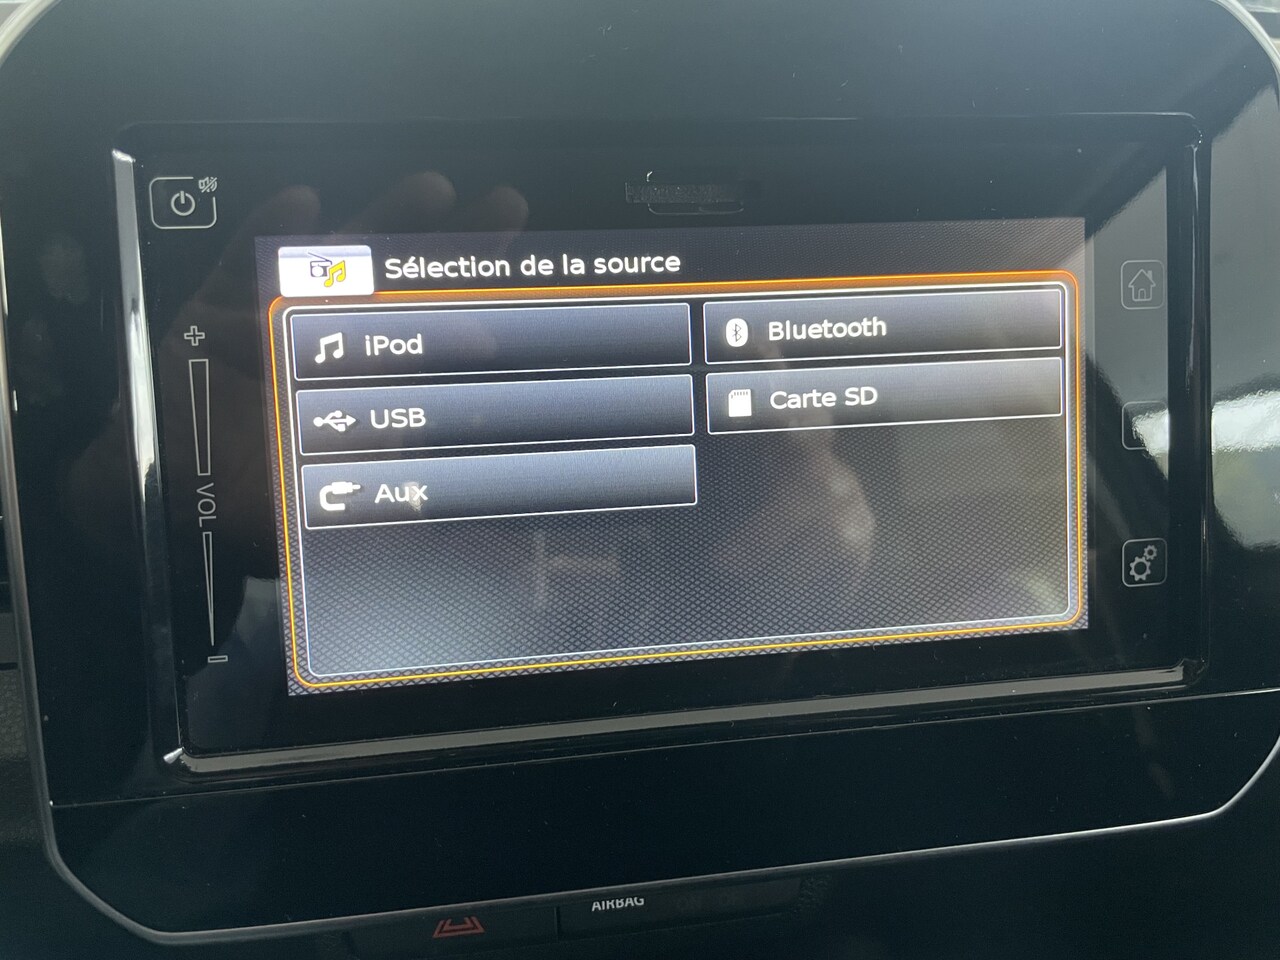 Sélection de la source
iPod
Bluetooth
USB
Carte SD
Aux
+
VOL
-
AIRBAG